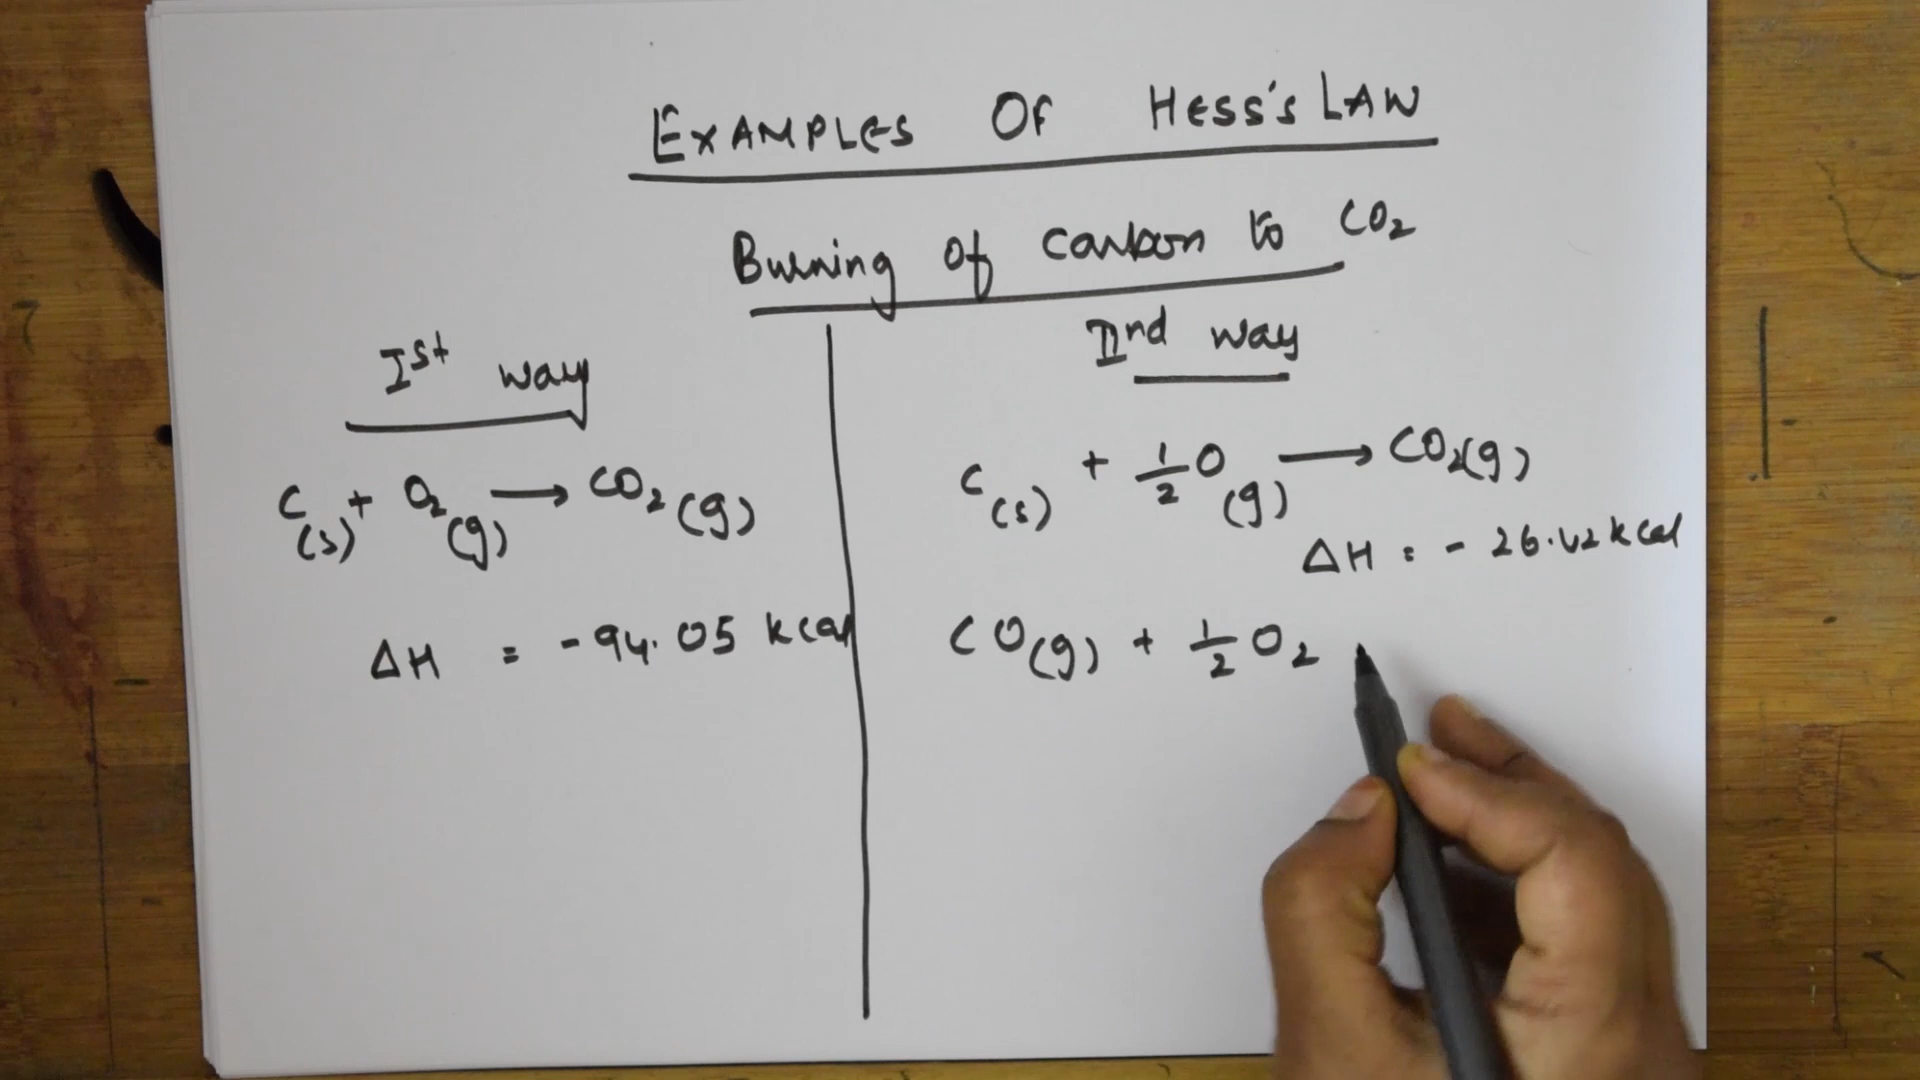 EXAMPLES OF HESS'S LAW
Burning of Carbon to CO₂
Ist way
C(s) + O₂(g) ⟶ CO₂(g)
ΔH = -94.05 kcal
IInd way
C(s) + 1/2 O(g) ⟶ CO₂(g)
ΔH = - 26.42 kcal
CO(g) + 1/2 O₂